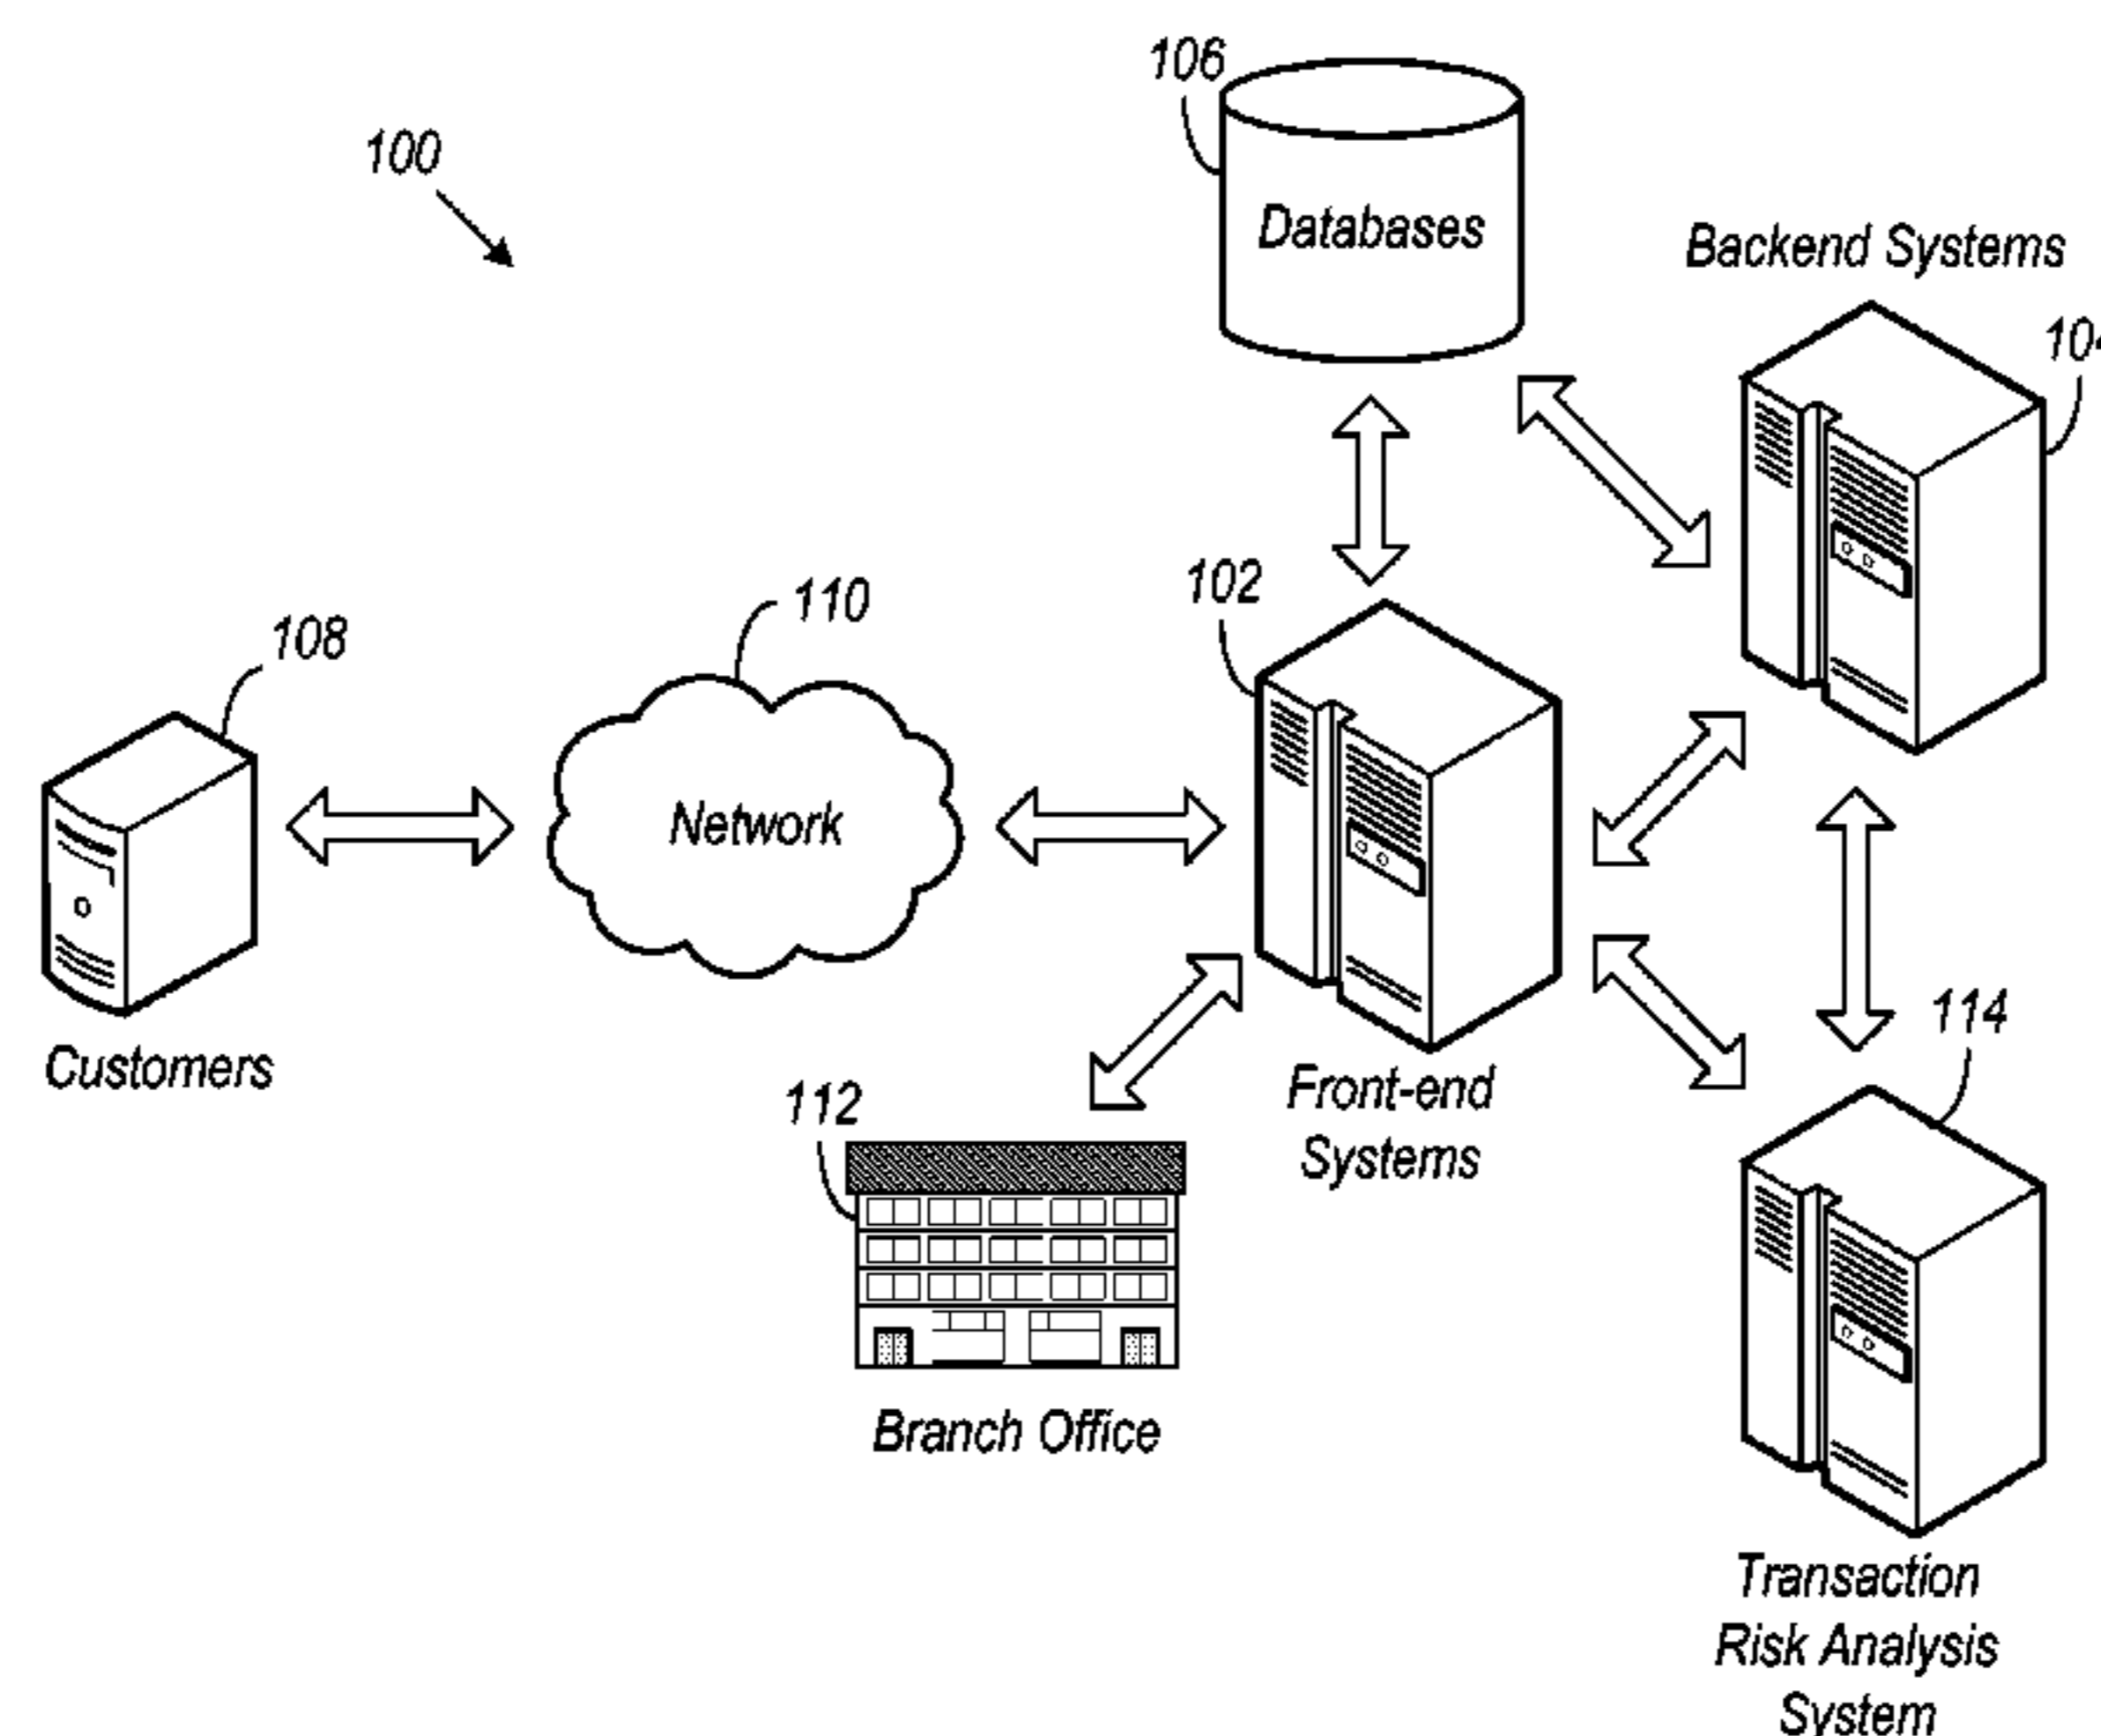 106
100
Databases
Backend Systems
104
110
102
108
Network
Customers
112
Front-end
Systems
114
Branch Office
Transaction
Risk Analysis
System